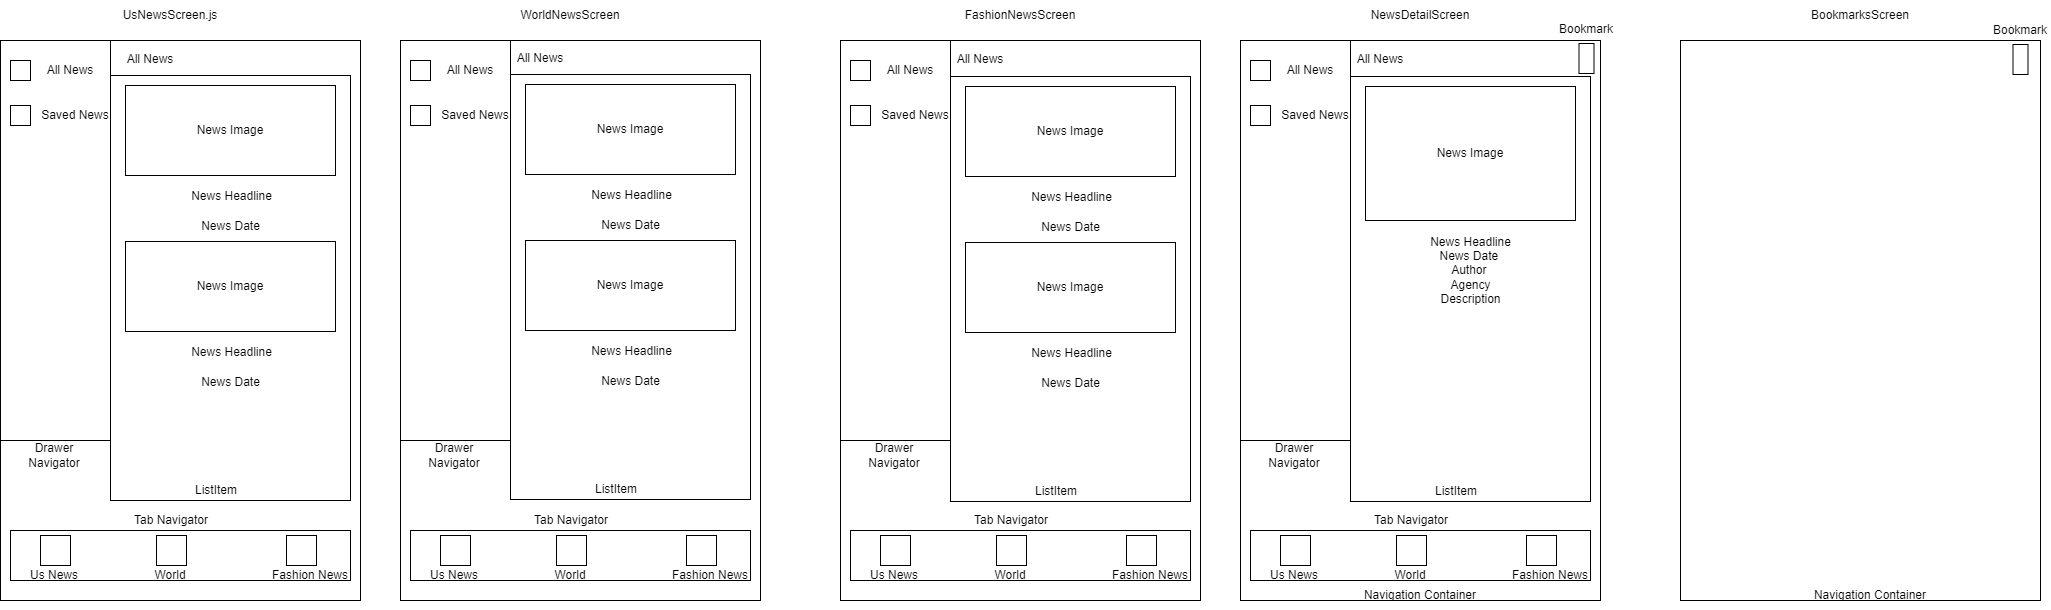 UsNewsScreen.js
All News
All News
Saved News
News Image
News Headline
News Date
News Image
News Headline
News Date
Drawer
Navigator
ListItem
Tab Navigator
Us News
World
Fashion News
WorldNewsScreen
All News
All News
Saved News
News Image
News Headline
News Date
News Image
News Headline
News Date
Drawer
Navigator
ListItem
Tab Navigator
Us News
World
Fashion News
FashionNewsScreen
All News
All News
Saved News
News Image
News Headline
News Date
News Image
News Headline
News Date
Drawer
Navigator
ListItem
Tab Navigator
Us News
World
Fashion News
NewsDetailScreen
Bookmark
All News
All News
Saved News
News Image
News Headline
News Date
Author
Agency
Description
Drawer
Navigator
ListItem
Tab Navigator
Us News
World
Fashion News
Navigation Container
BookmarksScreen
Bookmark
Navigation Container